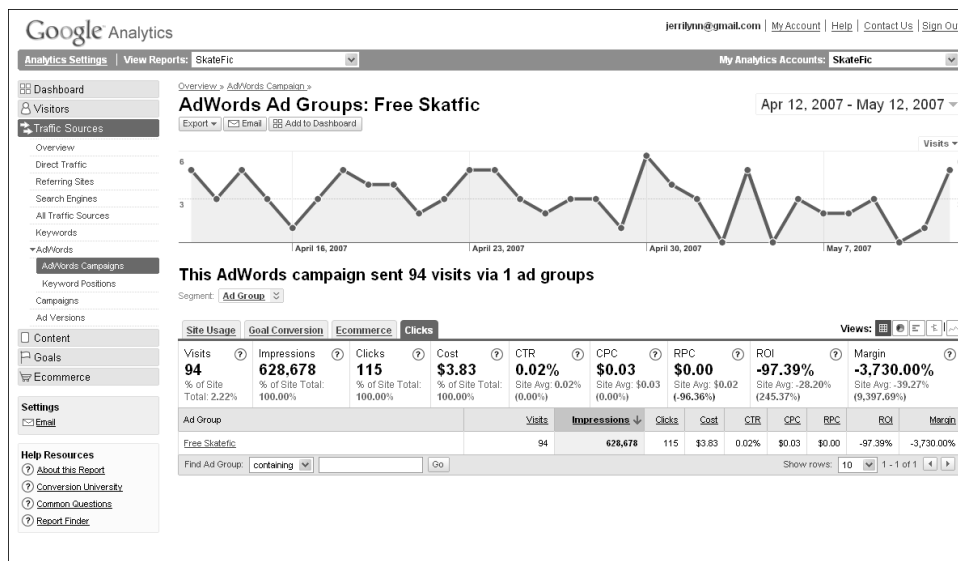 Google Analytics
jerrilynn@gmail.com | My Account | Help | Contact Us | Sign Ou
Analytics Settings | View Reports: SkateFic
My Analytics Accounts: SkateFic
Dashboard
Visitors
Traffic Sources
Overview
Direct Traffic
Referring Sites
Search Engines
All Traffic Sources
Keywords
AdWords
AdWords Campaigns
Keyword Positions
Campaigns
Ad Versions
Content
Goals
Ecommerce
Settings
Email
Help Resources
About this Report
Conversion University
Common Questions
Report Finder
Overview » AdWords Campaign »
AdWords Ad Groups: Free Skatfic
Apr 12, 2007 - May 12, 2007
Export Email Add to Dashboard
Visits
6
3
April 16, 2007 April 23, 2007 April 30, 2007 May 7, 2007
This AdWords campaign sent 94 visits via 1 ad groups
Segment: Ad Group
Site Usage Goal Conversion Ecommerce Clicks
Views:
Visits ? Impressions ? Clicks ? Cost ? CTR ? CPC ? RPC ? ROI ? Margin ?
94 628,678 115 $3.83 0.02% $0.03 $0.00 -97.39% -3,730.00%
% of Site % of Site Total: % of Site Total: % of Site Total: Site Avg: 0.02% Site Avg: $0.03 Site Avg: $0.02 Site Avg: -28.20% Site Avg: -39.27%
Total: 2.22% 100.00% 100.00% 100.00% (0.00%) (0.00%) (-96.36%) (245.37%) (9,397.69%)
Ad Group Visits Impressions Clicks Cost CTR CPC RPC ROI Margin
Free Skatefic 94 628,678 115 $3.83 0.02% $0.03 $0.00 -97.39% -3,730.00%
Find Ad Group: containing Go Show rows: 10 1 - 1 of 1